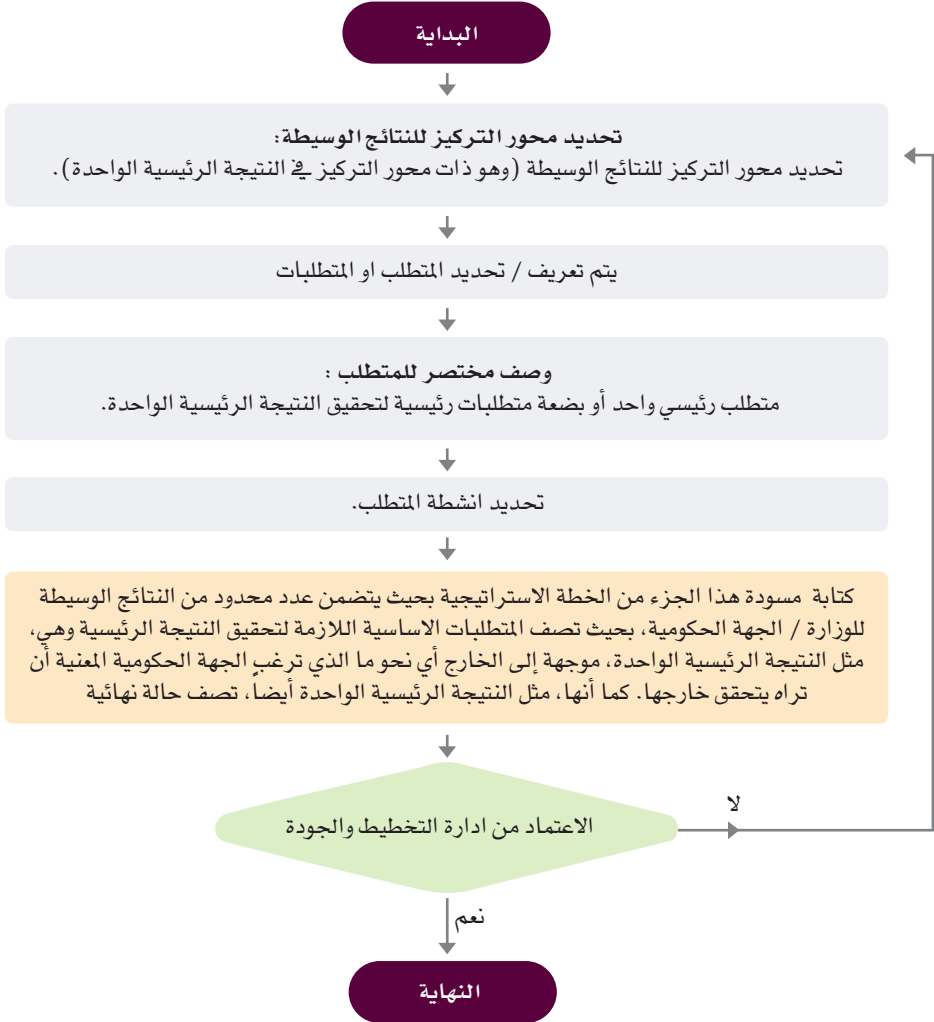 البداية
تحديد محور التركيز للنتائج الوسيطة:
تحديد محور التركيز للنتائج الوسيطة (وهو ذات محور التركيز في النتيجة الرئيسية الواحدة).
يتم تعريف / تحديد المتطلب او المتطلبات
وصف مختصر للمتطلب :
متطلب رئيسي واحد أو بضعة متطلبات رئيسية لتحقيق النتيجة الرئيسية الواحدة.
تحديد انشطة المتطلب.
كتابة مسودة هذا الجزء من الخطة الاستراتيجية بحيث يتضمن عدد محدود من النتائج الوسيطة
للوزارة / الجهة الحكومية، بحيث تصف المتطلبات الاساسية اللازمة لتحقيق النتيجة الرئيسية وهي،
مثل النتيجة الرئيسية الواحدة، موجهة إلى الخارج أي نحو ما الذي ترغب الجهة الحكومية المعنية أن
تراه يتحقق خارجها. كما أنها، مثل النتيجة الرئيسية الواحدة أيضاً، تصف حالة نهائية
الاعتماد من ادارة التخطيط والجودة
لا
نعم
النهاية